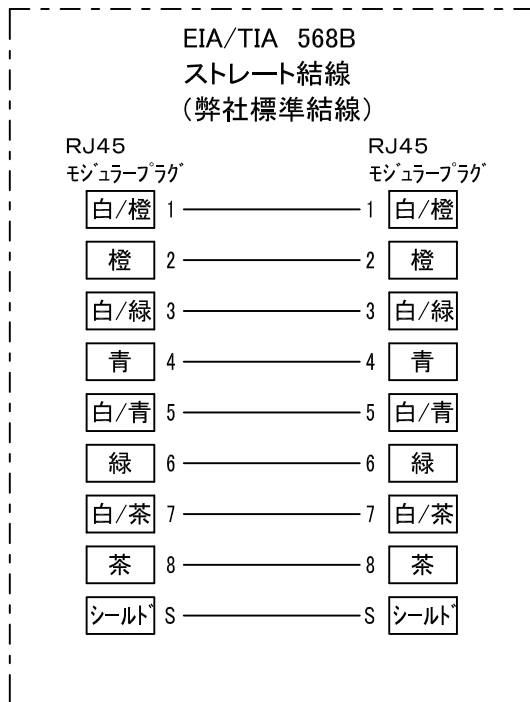 EIA/TIA 568B
ストレート結線
(弊社標準結線)
RJ45 RJ45
ﾓｼﾞｭﾗｰﾌﾟﾗｸﾞ ﾓｼﾞｭﾗｰﾌﾟﾗｸﾞ
白/橙 1 1 白/橙
橙 2 2 橙
白/緑 3 3 白/緑
青 4 4 青
白/青 5 5 白/青
緑 6 6 緑
白/茶 7 7 白/茶
茶 8 8 茶
ｼｰﾙﾄﾞ S S ｼｰﾙﾄﾞ